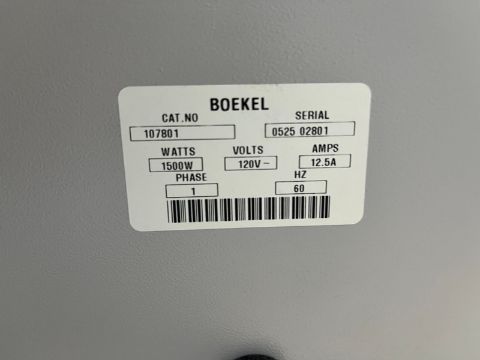 BOEKEL
CAT.NO SERIAL
107801 0525 02801
WATTS VOLTS AMPS
1500W 120V~ 12.5A
PHASE HZ
1 60